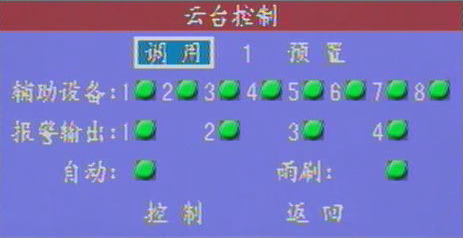 云台控制
调用 1 预置
辅助设备:1 2 3 4 5 6 7 8
报警输出:1 2 3 4
自动: 雨刷:
控制 返回